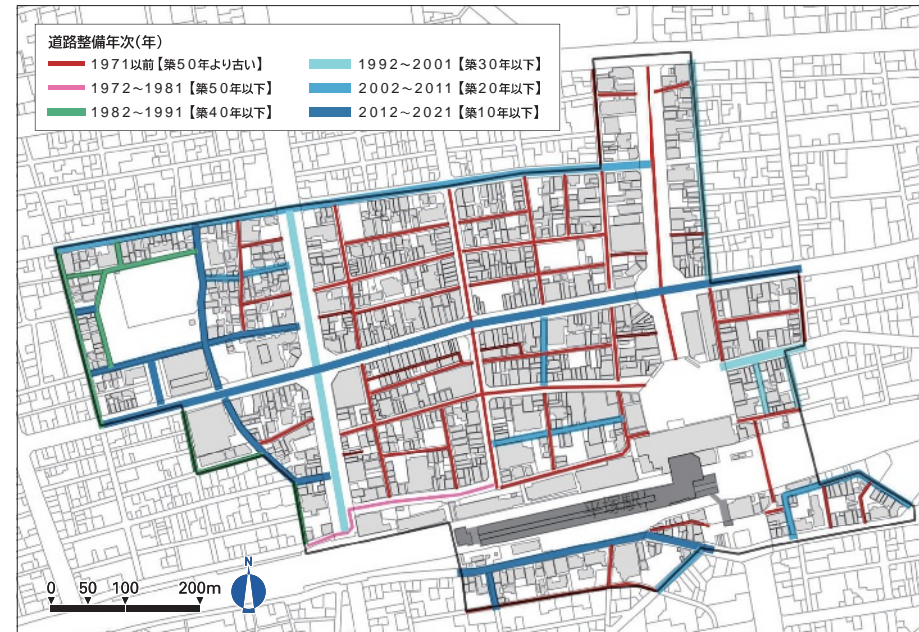 道路整備年次(年)
1971以前【築50年より古い】
1972～1981【築50年以下】
1982～1991【築40年以下】
1992～2001【築30年以下】
2002～2011【築20年以下】
2012～2021【築10年以下】
平塚駅
0 50 100 200m
N